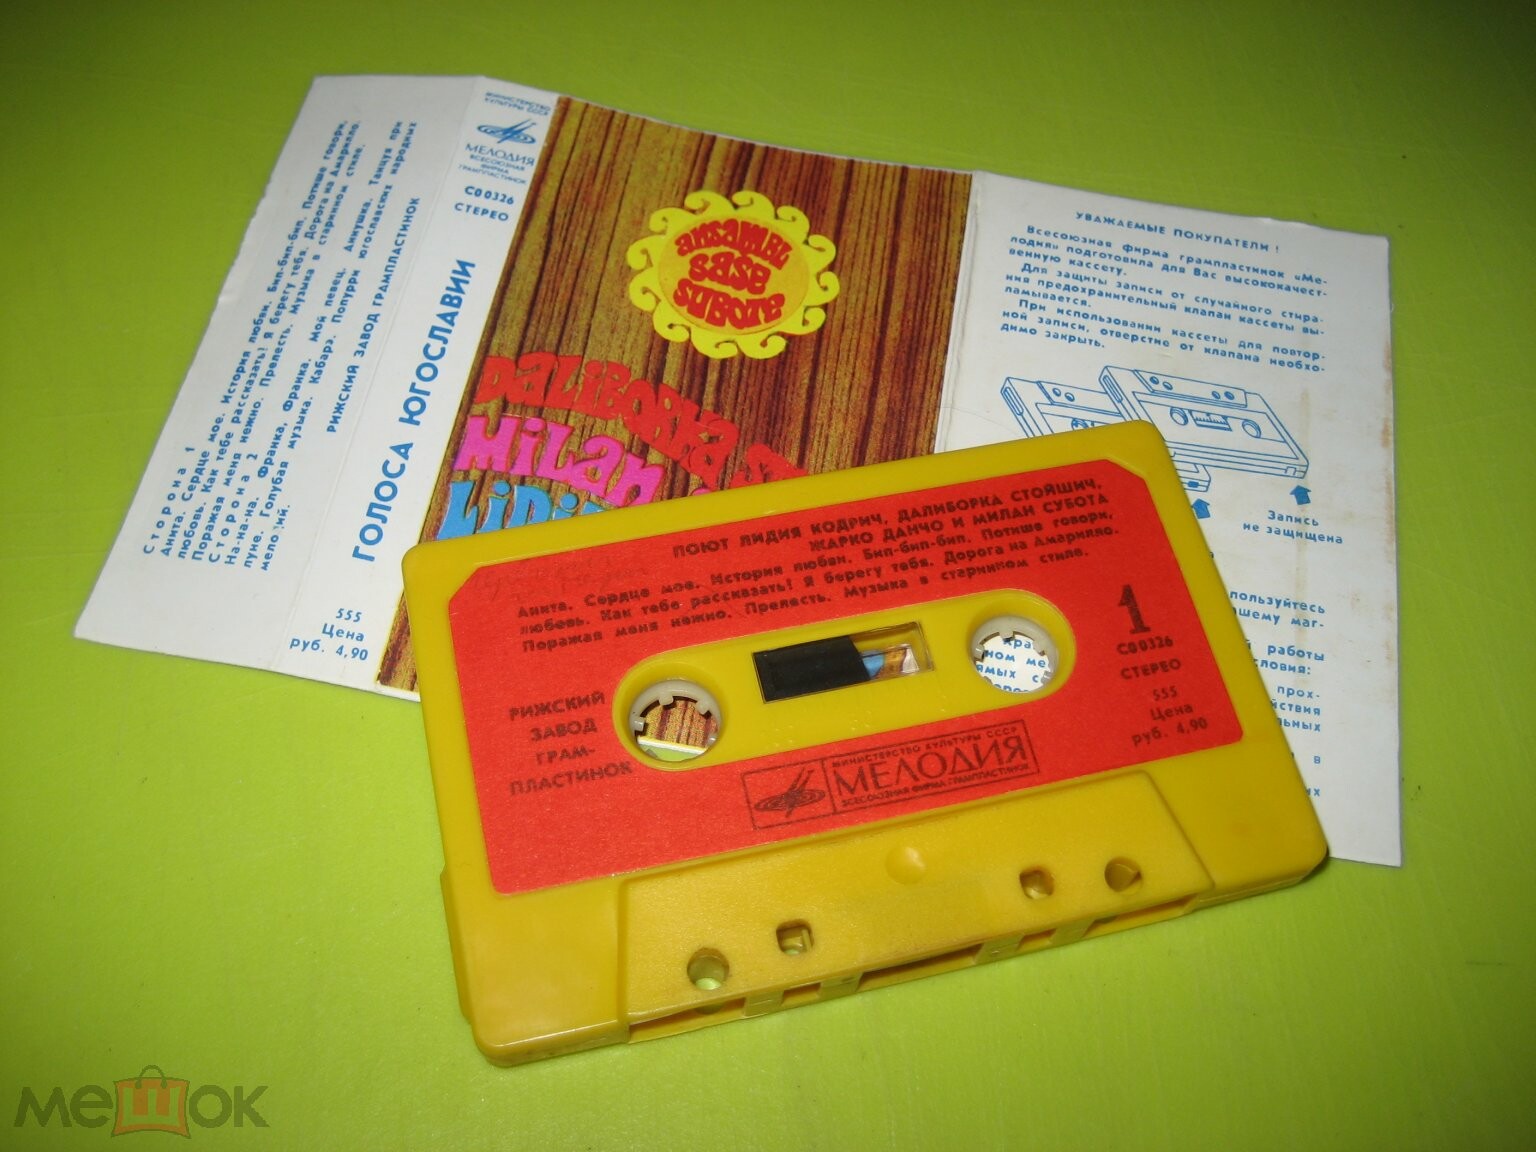 Сторона 1
Анита. Сердце мое. История любви. Бип-бип-бип. Потише говори,
любовь. Как тебе рассказать! Я берегу тебя. Дорога на Амарилло.
Поражая меня нежно. Прелесть. Музыка в старинном стиле.
Сторона 2
На-на-на. Франка, Франка. Мой певец. Аннушка. Танцуя при
луне. Голубая музыка. Кабарэ. Попурри югославских народных
мелодий.
РИЖСКИЙ ЗАВОД ГРАМПЛАСТИНОК
МИНИСТЕРСТВО
КУЛЬТУРЫ СССР
МЕЛОДИЯ
ВСЕСОЮЗНАЯ
ФИРМА
ГРАМПЛАСТИНОК
С00326
СТЕРЕО
ГОЛОСА ЮГОСЛАВИИ
555
Цена
руб. 4,90
ansambl
saše
subote
Daliborka
Milan
УВАЖАЕМЫЕ ПОКУПАТЕЛИ!
Всесоюзная фирма грампластинок «Ме-
лодия» подготовила для Вас высококачест-
венную кассету.
Для защиты записи от случайного стира-
ния предохранительный клапан кассеты вы-
ламывается.
При использовании кассеты для повтор-
ной записи, отверстие от клапана необхо-
димо закрыть.
Запись
не защищена
ПОЮТ ЛИДИЯ КОДРИЧ, ДАЛИБОРКА СТОЙШИЧ,
ЖАРКО ДАНЧО И МИЛАН СУБОТА
Анита. Сердце мое. История любви. Бип-бип-бип. Потише говори,
любовь. Как тебе рассказать! Я берегу тебя. Дорога на Амарилло.
Поражая меня нежно. Прелесть. Музыка в старинном стиле.
1
С00326
СТЕРЕО
555
Цена
руб. 4,90
РИЖСКИЙ
ЗАВОД
ГРАМ-
ПЛАСТИНОК
МИНИСТЕРСТВО КУЛЬТУРЫ СССР
МЕЛОДИЯ
ВСЕСОЮЗНАЯ ФИРМА ГРАМПЛАСТИНОК
мешок